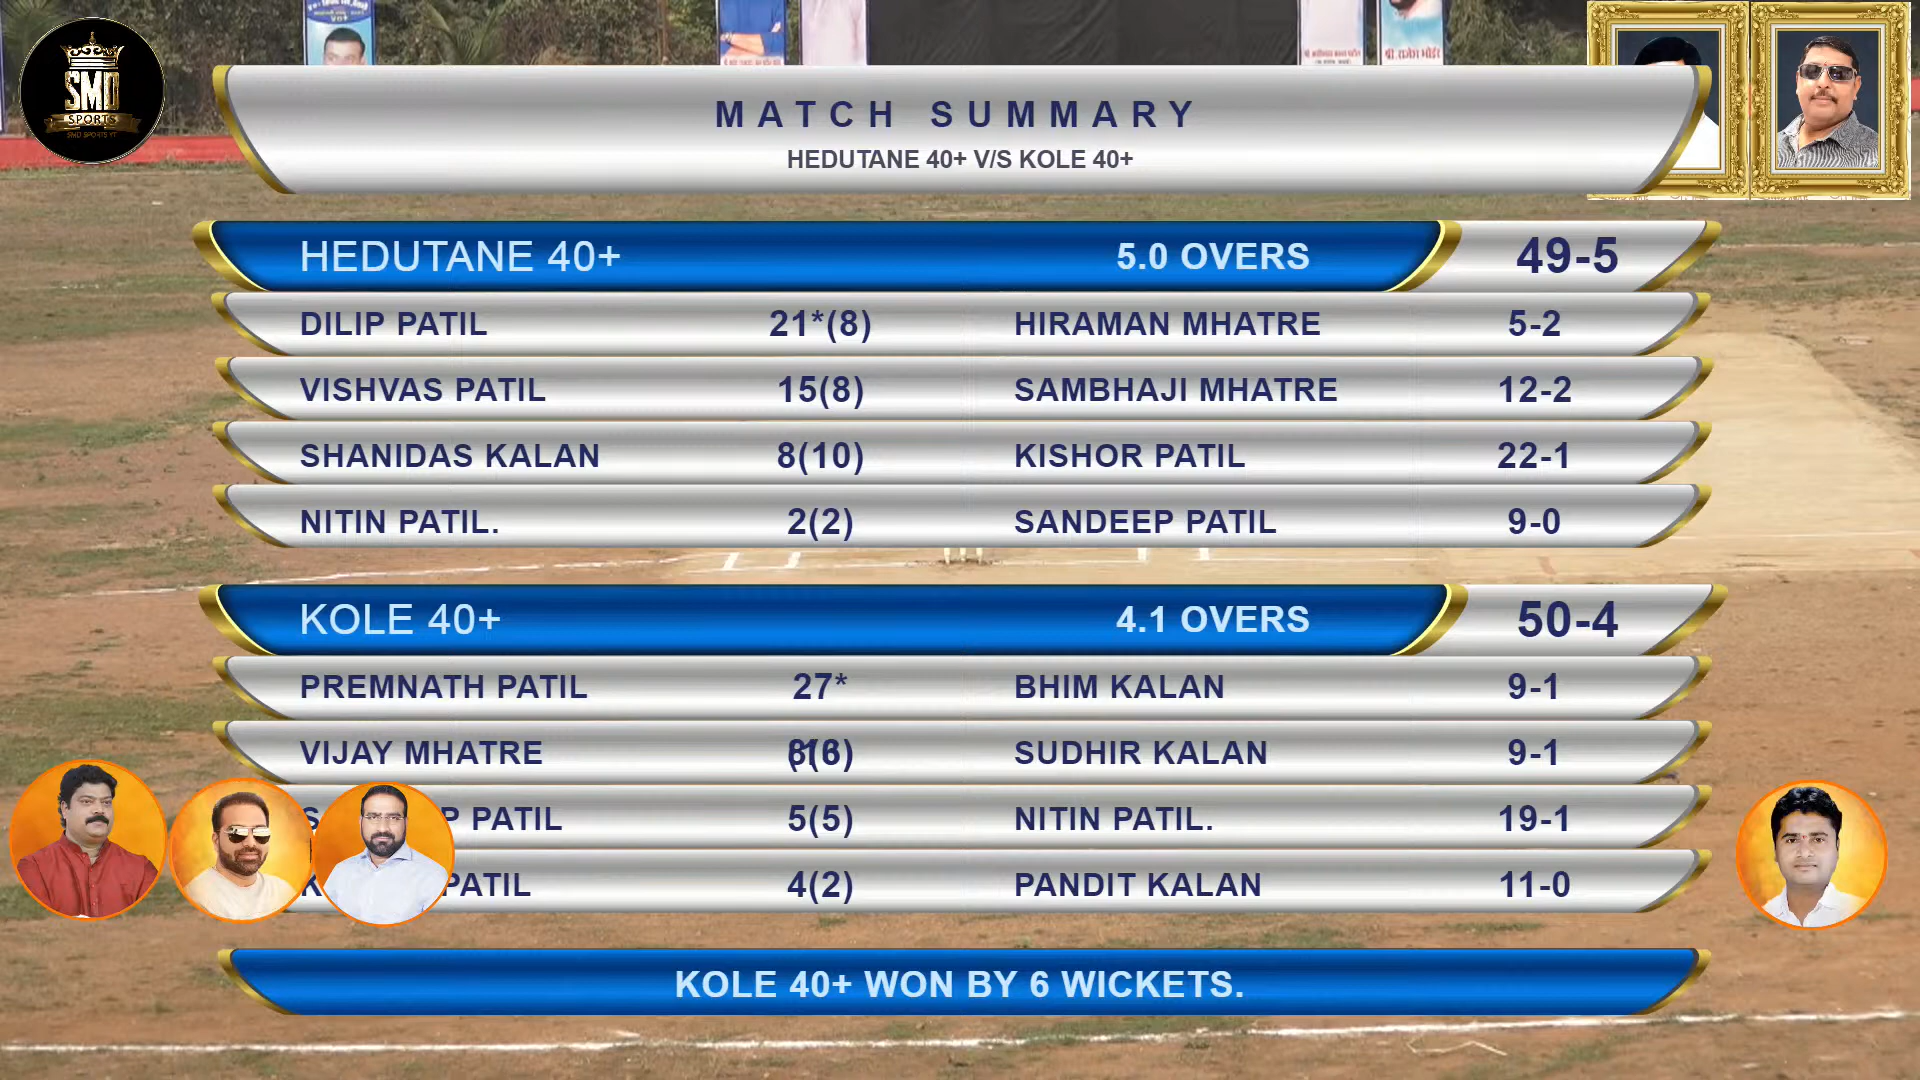 SMD
SPORTS
SMD SPORTS YT
MATCH SUMMARY
HEDUTANE 40+ V/S KOLE 40+
HEDUTANE 40+ 5.0 OVERS 49-5
DILIP PATIL 21*(8) HIRAMAN MHATRE 5-2
VISHVAS PATIL 15(8) SAMBHAJI MHATRE 12-2
SHANIDAS KALAN 8(10) KISHOR PATIL 22-1
NITIN PATIL. 2(2) SANDEEP PATIL 9-0
KOLE 40+ 4.1 OVERS 50-4
PREMNATH PATIL 27* BHIM KALAN 9-1
VIJAY MHATRE SUDHIR KALAN 9-1
PATIL 5(5) NITIN PATIL. 19-1
PATIL 4(2) PANDIT KALAN 11-0
KOLE 40+ WON BY 6 WICKETS.